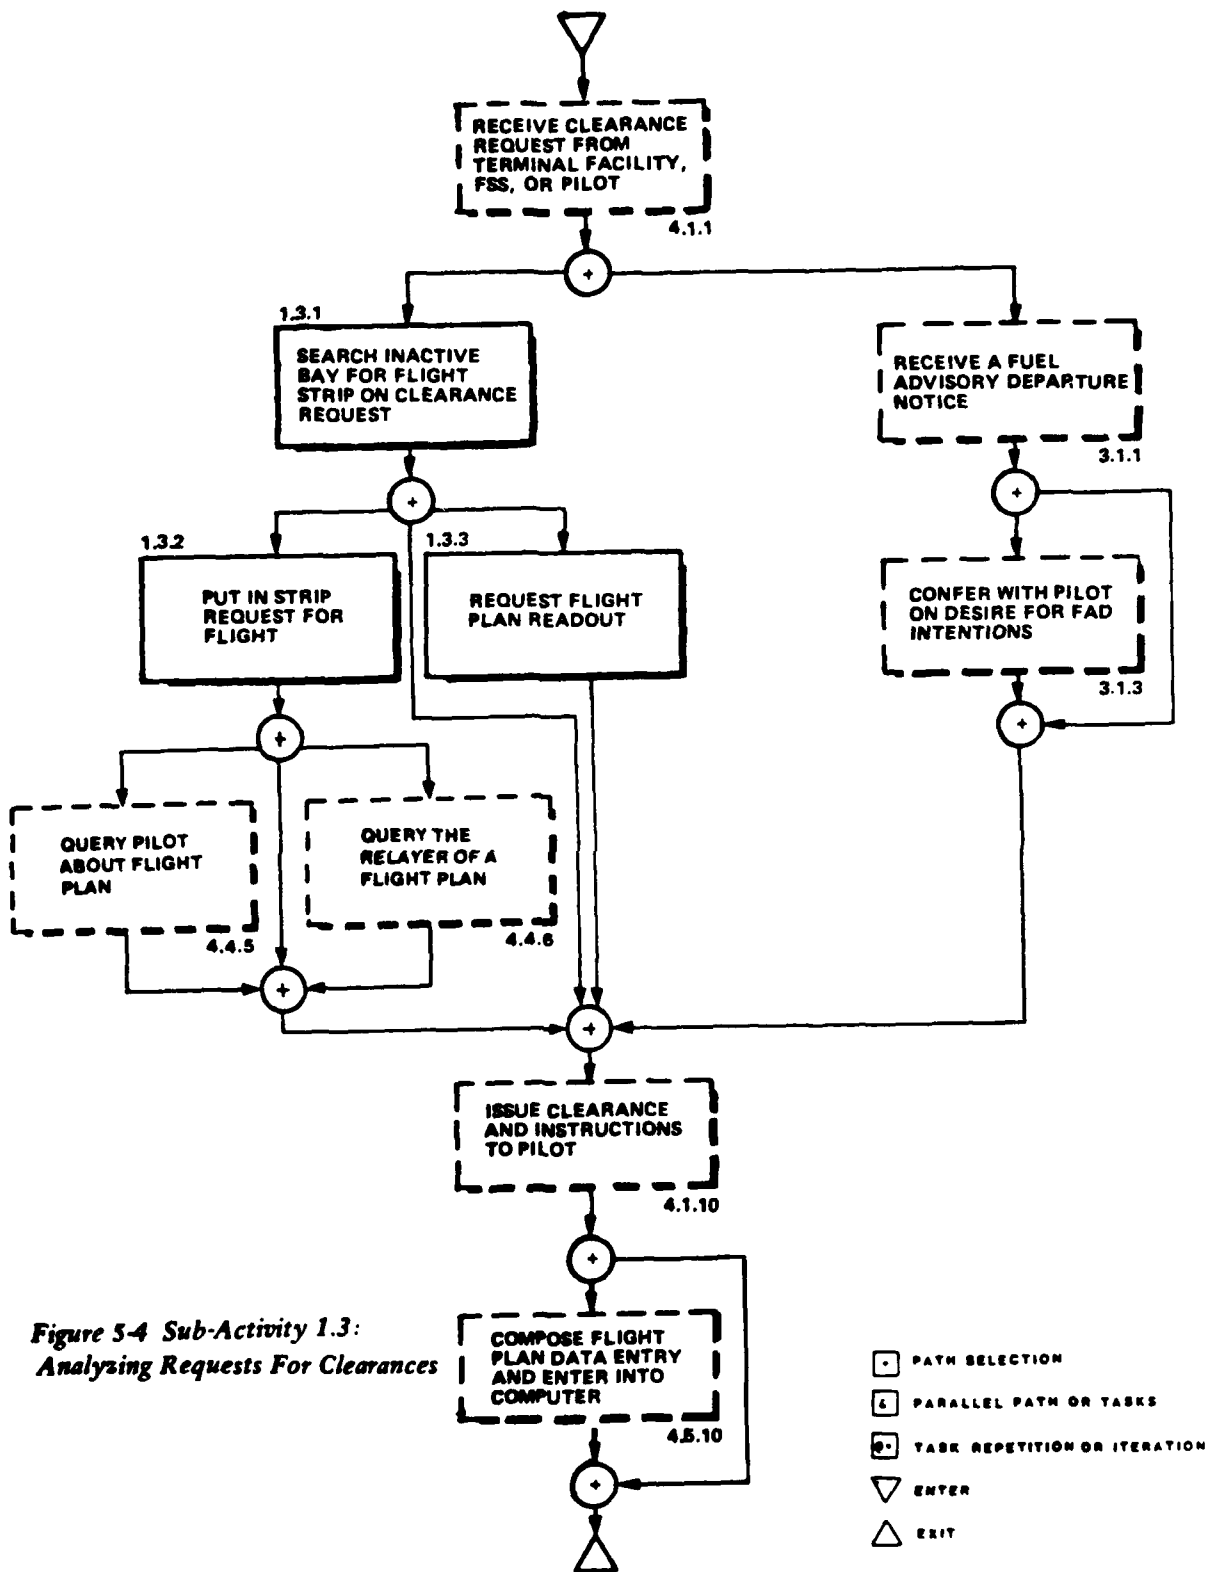 RECEIVE CLEARANCE
REQUEST FROM
TERMINAL FACILITY,
FSS, OR PILOT
4.1.1
+
1.3.1
SEARCH INACTIVE
BAY FOR FLIGHT
STRIP ON CLEARANCE
REQUEST
RECEIVE A FUEL
ADVISORY DEPARTURE
NOTICE
3.1.1
+
+
1.3.2
PUT IN STRIP
REQUEST FOR
FLIGHT
1.3.3
REQUEST FLIGHT
PLAN READOUT
CONFER WITH PILOT
ON DESIRE FOR FAD
INTENTIONS
3.1.3
+
+
QUERY PILOT
ABOUT FLIGHT
PLAN
4.4.5
QUERY THE
RELAYER OF A
FLIGHT PLAN
4.4.6
+
+
ISSUE CLEARANCE
AND INSTRUCTIONS
TO PILOT
4.1.10
+
COMPOSE FLIGHT
PLAN DATA ENTRY
AND ENTER INTO
COMPUTER
4.5.10
+
Figure 5-4 Sub-Activity 1.3:
Analyzing Requests For Clearances
+ PATH SELECTION
& PARALLEL PATH OR TASKS
TASK REPETITION OR ITERATION
ENTER
EXIT